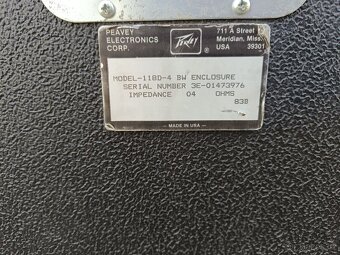 PEAVEY
ELECTRONICS
CORP.
Peavey
711 A Street
Meridian, Miss.
USA 39301
MODEL-118D-4 BW ENCLOSURE
SERIAL NUMBER 3E-01473976
IMPEDANCE 04 OHMS
838
MADE IN USA